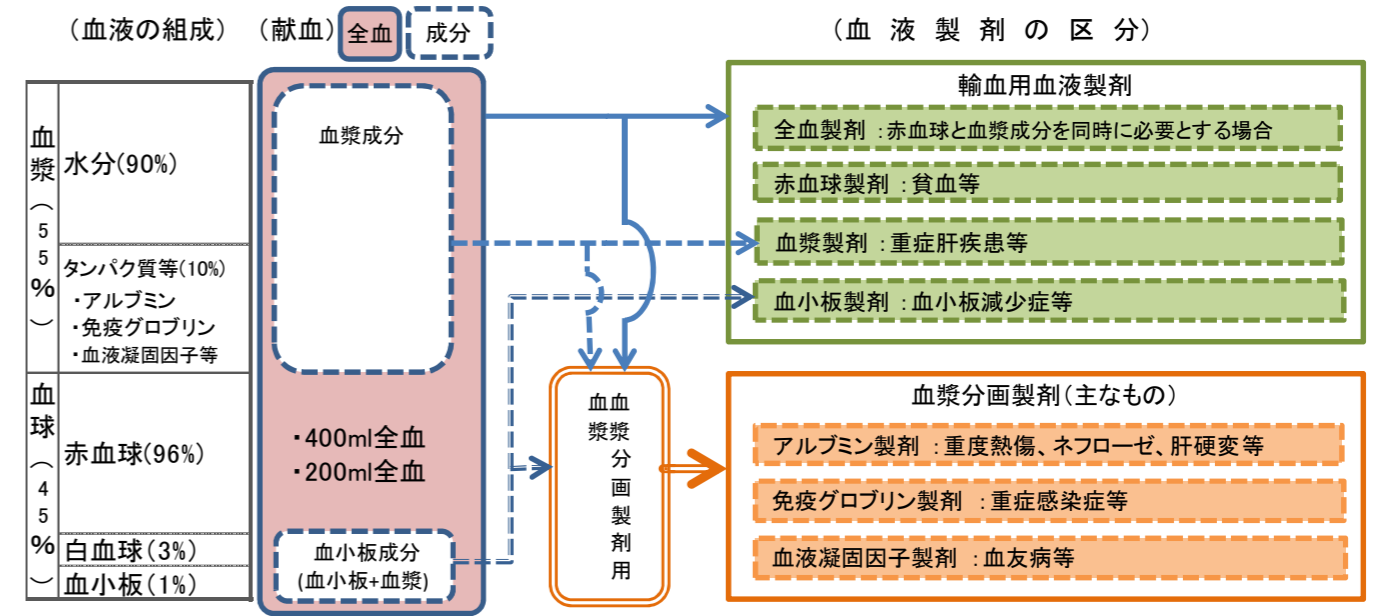 (血液の組成)
(献血)
全血
成分
(血液製剤の区分)
血漿(55%)
水分(90%)
タンパク質等(10%)
・アルブミン
・免疫グロブリン
・血液凝固因子等
血球(45%)
赤血球(96%)
白血球(3%)
血小板(1%)
血漿成分
・400ml全血
・200ml全血
血小板成分
(血小板+血漿)
血漿分画製剤用
血漿
輸血用血液製剤
全血製剤:赤血球と血漿成分を同時に必要とする場合
赤血球製剤:貧血等
血漿製剤:重症肝疾患等
血小板製剤:血小板減少症等
血漿分画製剤(主なもの)
アルブミン製剤:重度熱傷、ネフローゼ、肝硬変等
免疫グロブリン製剤:重症感染症等
血液凝固因子製剤:血友病等